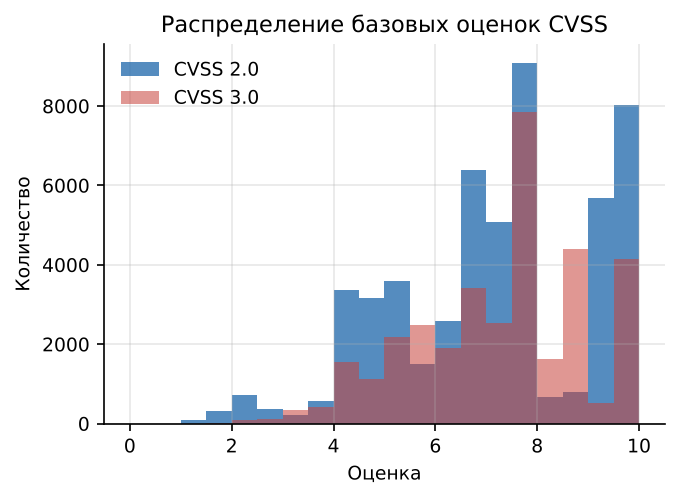 Распределение базовых оценок CVSS
CVSS 2.0
CVSS 3.0
Количество
8000
6000
4000
2000
0
0 2 4 6 8 10
Оценка